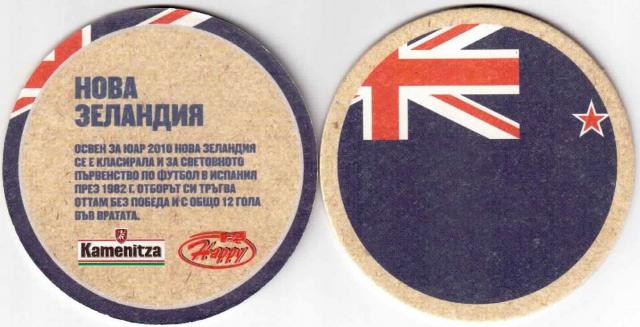 НОВА
ЗЕЛАНДИЯ
ОСВЕН ЗА ЮАР 2010 НОВА ЗЕЛАНДИЯ
СЕ Е КЛАСИРАЛА И ЗА СВЕТОВНОТО
ПЪРВЕНСТВО ПО ФУТБОЛ В ИСПАНИЯ
ПРЕЗ 1982 Г. ОТБОРЪТ СИ ТРЪГВА
ОТТАМ БЕЗ ПОБЕДА И С ОБЩО 12 ГОЛА
ВЪВ ВРАТАТА.
Kamenitza
Happy